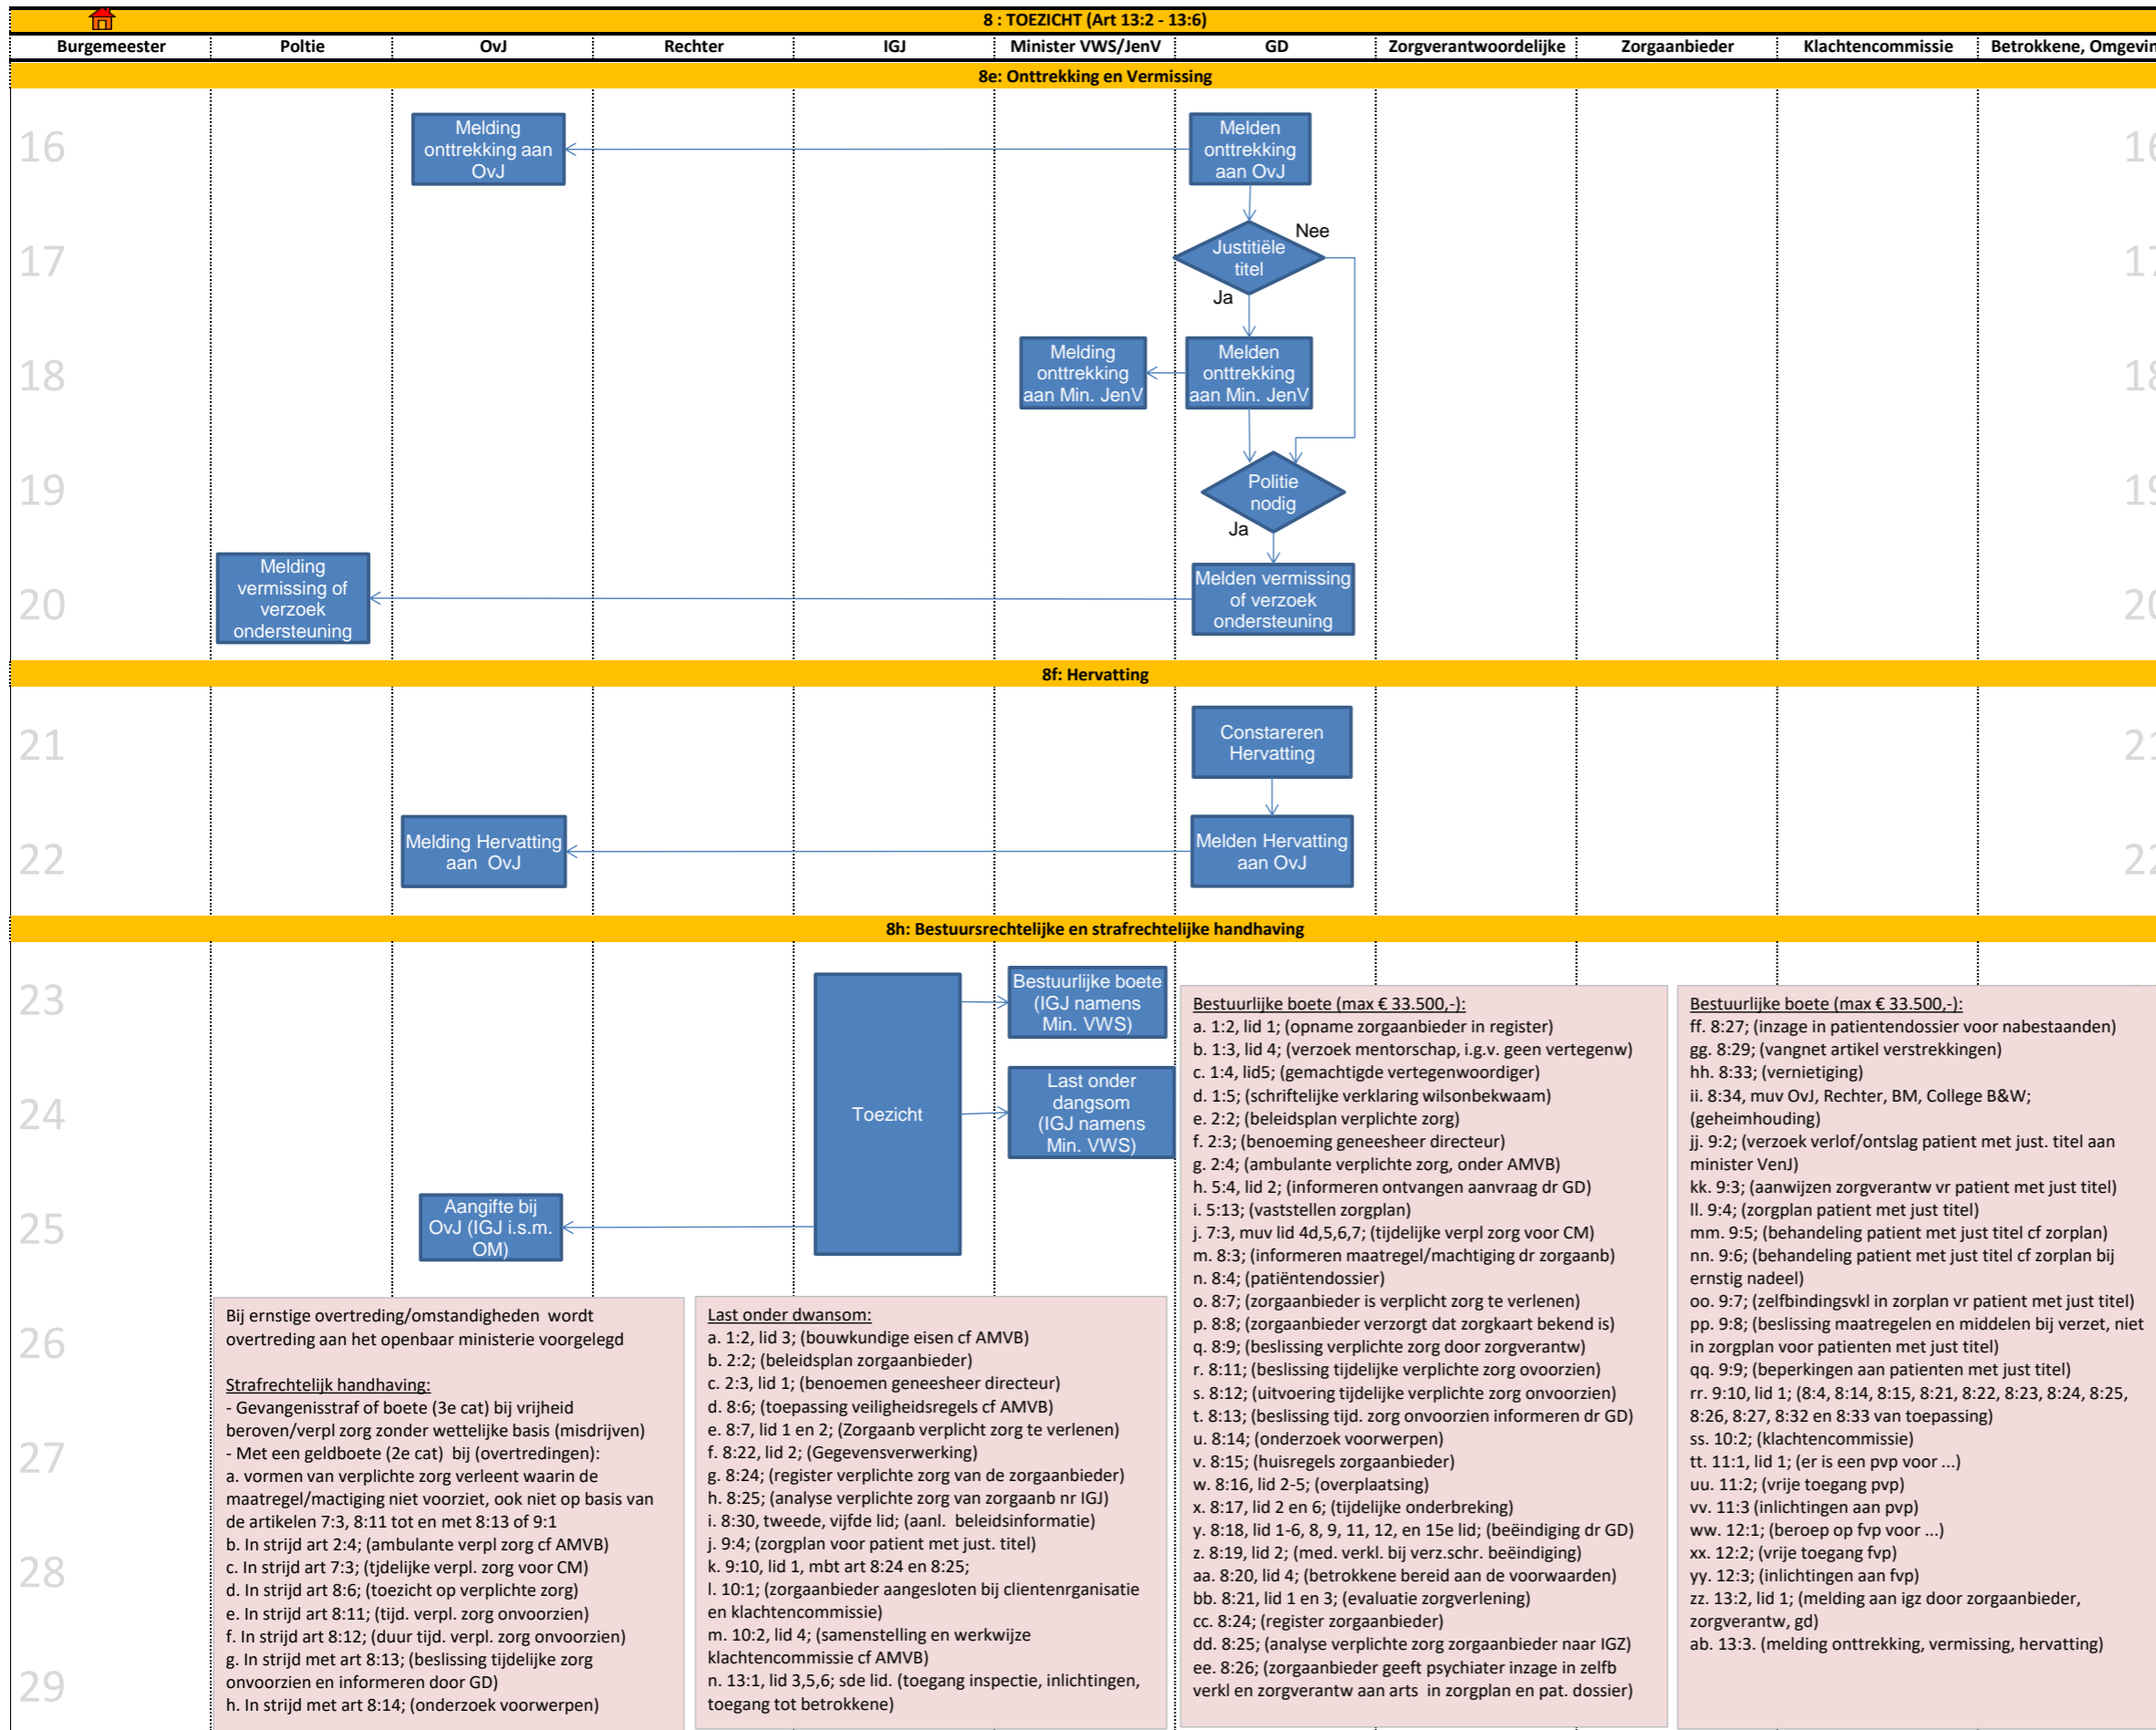 8 : TOEZICHT (Art 13:2 - 13:6)
Burgemeester
Poltie
OvJ
Rechter
IGJ
Minister VWS/JenV
GD
Zorgverantwoordelijke
Zorgaanbieder
Klachtencommissie
Betrokkene, Omgevin
8e: Onttrekking en Vermissing
16
Melding
onttrekking aan
OvJ
Melden
onttrekking
aan OvJ
16
17
Justitiële
titel
Nee
Ja
17
18
Melding
onttrekking
aan Min. JenV
Melden
onttrekking
aan Min. JenV
18
19
Politie
nodig
Ja
19
20
Melding
vermissing of
verzoek
ondersteuning
Melden vermissing
of verzoek
ondersteuning
20
8f: Hervatting
21
Constareren
Hervatting
21
22
Melding Hervatting
aan OvJ
Melden Hervatting
aan OvJ
22
8h: Bestuursrechtelijke en strafrechtelijke handhaving
23
24
25
26
27
28
29
Toezicht
Bestuurlijke boete
(IGJ namens
Min. VWS)
Last onder
dangsom
(IGJ namens
Min. VWS)
Aangifte bij
OvJ (IGJ i.s.m.
OM)
Bij ernstige overtreding/omstandigheden wordt
overtreding aan het openbaar ministerie voorgelegd
Strafrechtelijk handhaving:
- Gevangenisstraf of boete (3e cat) bij vrijheid
beroven/verpl zorg zonder wettelijke basis (misdrijven)
- Met een geldboete (2e cat) bij (overtredingen):
a. vormen van verplichte zorg verleent waarin de
maatregel/mactiging niet voorziet, ook niet op basis van
de artikelen 7:3, 8:11 tot en met 8:13 of 9:1
b. In strijd art 2:4; (ambulante verpl zorg cf AMVB)
c. In strijd art 7:3; (tjdelijke verpl. zorg voor CM)
d. In strijd art 8:6; (toezicht op verplichte zorg)
e. In strijd art 8:11; (tijd. verpl. zorg onvoorzien)
f. In strijd art 8:12; (duur tijd. verpl. zorg onvoorzien)
g. In strijd met art 8:13; (beslissing tijdelijke zorg
onvoorzien en informeren door GD)
h. In strijd met art 8:14; (onderzoek voorwerpen)
Last onder dwansom:
a. 1:2, lid 3; (bouwkundige eisen cf AMVB)
b. 2:2; (beleidsplan zorgaanbieder)
c. 2:3, lid 1; (benoemen geneesheer directeur)
d. 8:6; (toepassing veiligheidsregels cf AMVB)
e. 8:7, lid 1 en 2; (Zorgaanb verplicht zorg te verlenen)
f. 8:22, lid 2; (Gegevensverwerking)
g. 8:24; (register verplichte zorg van de zorgaanbieder)
h. 8:25; (analyse verplichte zorg van zorgaanb nr IGJ)
i. 8:30, tweede, vijfde lid; (aanl. beleidsinformatie)
j. 9:4; (zorgplan voor patient met just. titel)
k. 9:10, lid 1, mbt art 8:24 en 8:25;
l. 10:1; (zorgaanbieder aangesloten bij clientenrganisatie
en klachtencommissie)
m. 10:2, lid 4; (samenstelling en werkwijze
klachtencommissie cf AMVB)
n. 13:1, lid 3,5,6; sde lid. (toegang inspectie, inlichtingen,
toegang tot betrokkene)
Bestuurlijke boete (max € 33.500,-):
a. 1:2, lid 1; (opname zorgaanbieder in register)
b. 1:3, lid 4; (verzoek mentorschap, i.g.v. geen vertegenw)
c. 1:4, lid5; (gemachtigde vertegenwoordiger)
d. 1:5; (schriftelijke verklaring wilsonbekwaam)
e. 2:2; (beleidsplan verplichte zorg)
f. 2:3; (benoeming geneesheer directeur)
g. 2:4; (ambulante verplichte zorg, onder AMVB)
h. 5:4, lid 2; (informeren ontvangen aanvraag dr GD)
i. 5:13; (vaststellen zorgplan)
j. 7:3, muv lid 4d,5,6,7; (tijdelijke verpl zorg voor CM)
m. 8:3; (informeren maatregel/machtiging dr zorgaanb)
n. 8:4; (patiëntendossier)
o. 8:7; (zorgaanbieder is verplicht zorg te verlenen)
p. 8:8; (zorgaanbieder verzorgt dat zorgkaart bekend is)
q. 8:9; (beslissing verplichte zorg door zorgverantw)
r. 8:11; (beslissing tijdelijke verplichte zorg ovoorzien)
s. 8:12; (uitvoering tijdelijke verplichte zorg onvoorzien)
t. 8:13; (beslissing tijd. zorg onvoorzien informeren dr GD)
u. 8:14; (onderzoek voorwerpen)
v. 8:15; (huisregels zorgaanbieder)
w. 8:16, lid 2-5; (overplaatsing)
x. 8:17, lid 2 en 6; (tijdelijke onderbreking)
y. 8:18, lid 1-6, 8, 9, 11, 12, en 15e lid; (beëindiging dr GD)
z. 8:19, lid 2; (med. verkl. bij verz.schr. beëindiging)
aa. 8:20, lid 4; (betrokkene bereid aan de voorwaarden)
bb. 8:21, lid 1 en 3; (evaluatie zorgverlening)
cc. 8:24; (register zorgaanbieder)
dd. 8:25; (analyse verplichte zorg zorgaanbieder naar IGZ)
ee. 8:26; (zorgaanbieder geeft psychiater inzage in zelfb
verkl en zorgverantw aan arts in zorgplan en pat. dossier)
Bestuurlijke boete (max € 33.500,-):
ff. 8:27; (inzage in patientendossier voor nabestaanden)
gg. 8:29; (vangnet artikel verstrekkingen)
hh. 8:33; (vernietiging)
ii. 8:34, muv OvJ, Rechter, BM, College B&W;
(geheimhouding)
jj. 9:2; (verzoek verlof/ontslag patient met just. titel aan
minister VenJ)
kk. 9:3; (aanwijzen zorgverantw vr patient met just titel)
ll. 9:4; (zorgplan patient met just titel)
mm. 9:5; (behandeling patient met just titel cf zorplan)
nn. 9:6; (behandeling patient met just titel cf zorplan bij
ernstig nadeel)
oo. 9:7; (zelfbindingsvkl in zorplan vr patient met just titel)
pp. 9:8; (beslissing maatregelen en middelen bij verzet, niet
in zorgplan voor patienten met just titel)
qq. 9:9; (beperkingen aan patienten met just titel)
rr. 9:10, lid 1; (8:4, 8:14, 8:15, 8:21, 8:22, 8:23, 8:24, 8:25,
8:26, 8:27, 8:32 en 8:33 van toepassing)
ss. 10:2; (klachtencommissie)
tt. 11:1, lid 1; (er is een pvp voor ...)
uu. 11:2; (vrije toegang pvp)
vv. 11:3 (inlichtingen aan pvp)
ww. 12:1; (beroep op fvp voor ...)
xx. 12:2; (vrije toegang fvp)
yy. 12:3; (inlichtingen aan fvp)
zz. 13:2, lid 1; (melding aan igz door zorgaanbieder,
zorgverantw, gd)
ab. 13:3. (melding onttrekking, vermissing, hervatting)